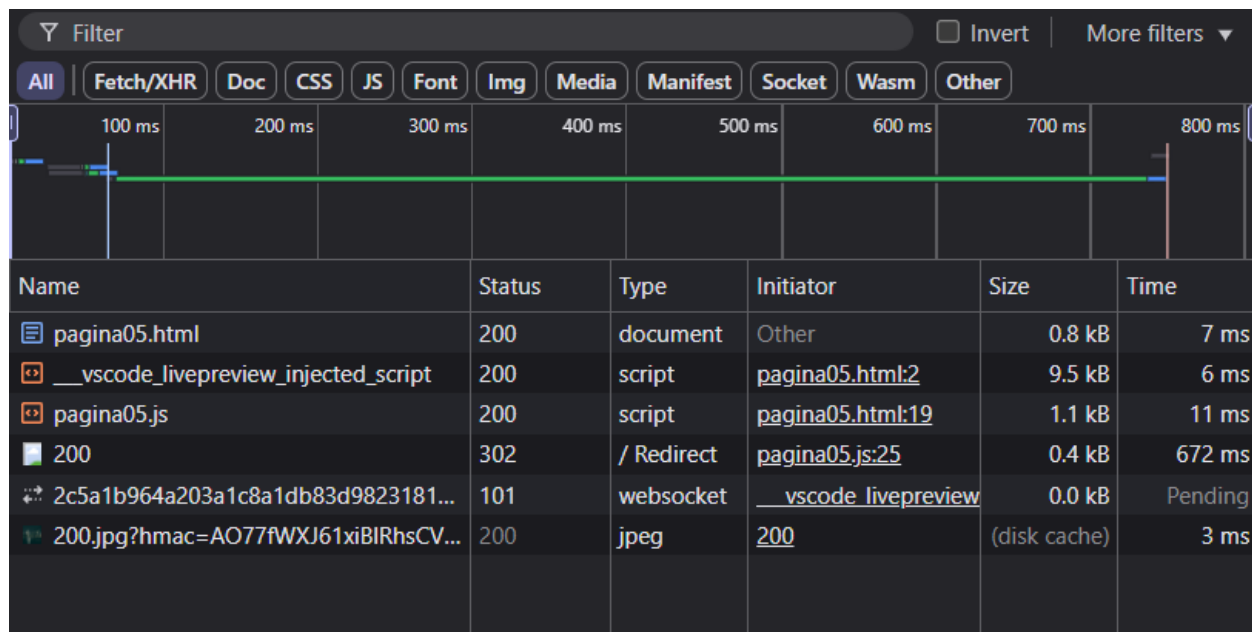 Filter Invert More filters
All Fetch/XHR Doc CSS JS Font Img Media Manifest Socket Wasm Other
100 ms 200 ms 300 ms 400 ms 500 ms 600 ms 700 ms 800 ms
Name Status Type Initiator Size Time
pagina05.html 200 document Other 0.8 kB 7 ms
___vscode_livepreview_injected_script 200 script pagina05.html:2 9.5 kB 6 ms
pagina05.js 200 script pagina05.html:19 1.1 kB 11 ms
200 302 / Redirect pagina05.js:25 0.4 kB 672 ms
2c5a1b964a203a1c8a1db83d9823181... 101 websocket ___vscode_livepreview 0.0 kB Pending
200.jpg?hmac=AO77fWXJ61xiBIRhsCV... 200 jpeg 200 (disk cache) 3 ms